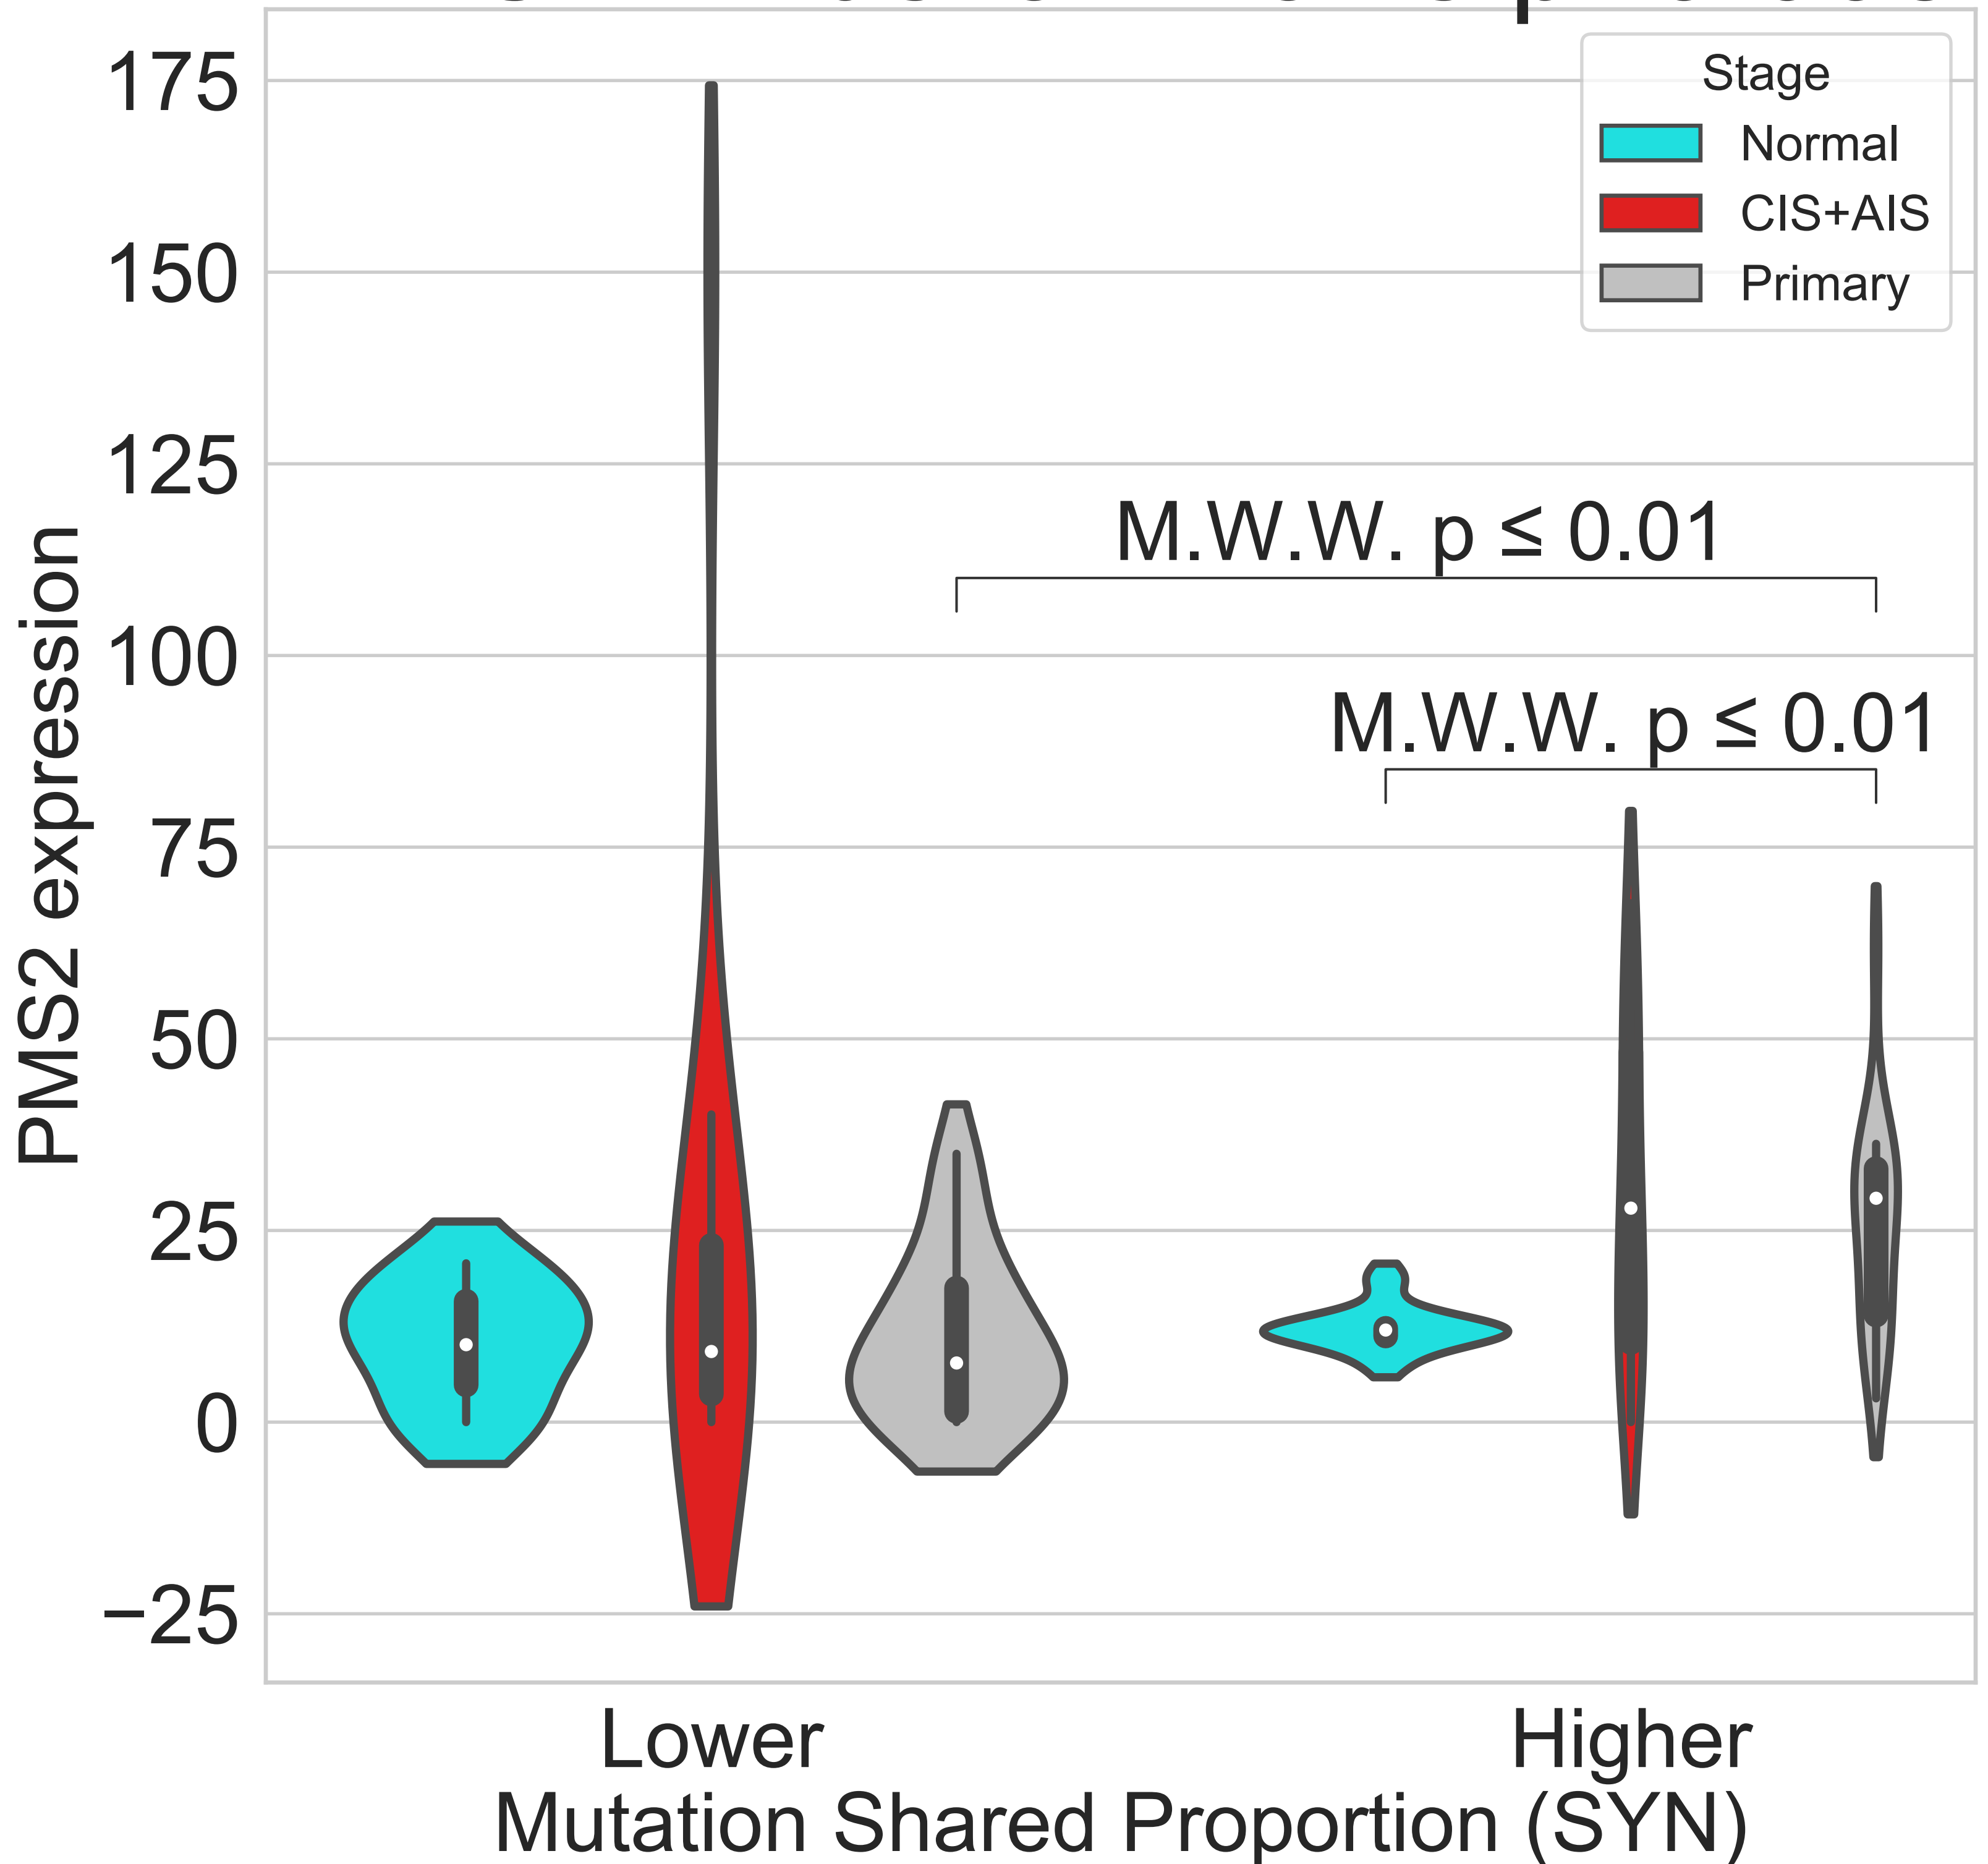 175
150
125
100
75
50
25
0
−25
PMS2 expression
Stage
Normal
CIS+AIS
Primary
M.W.W. p ≤ 0.01
M.W.W. p ≤ 0.01
Lower
Higher
Mutation Shared Proportion (SYN)